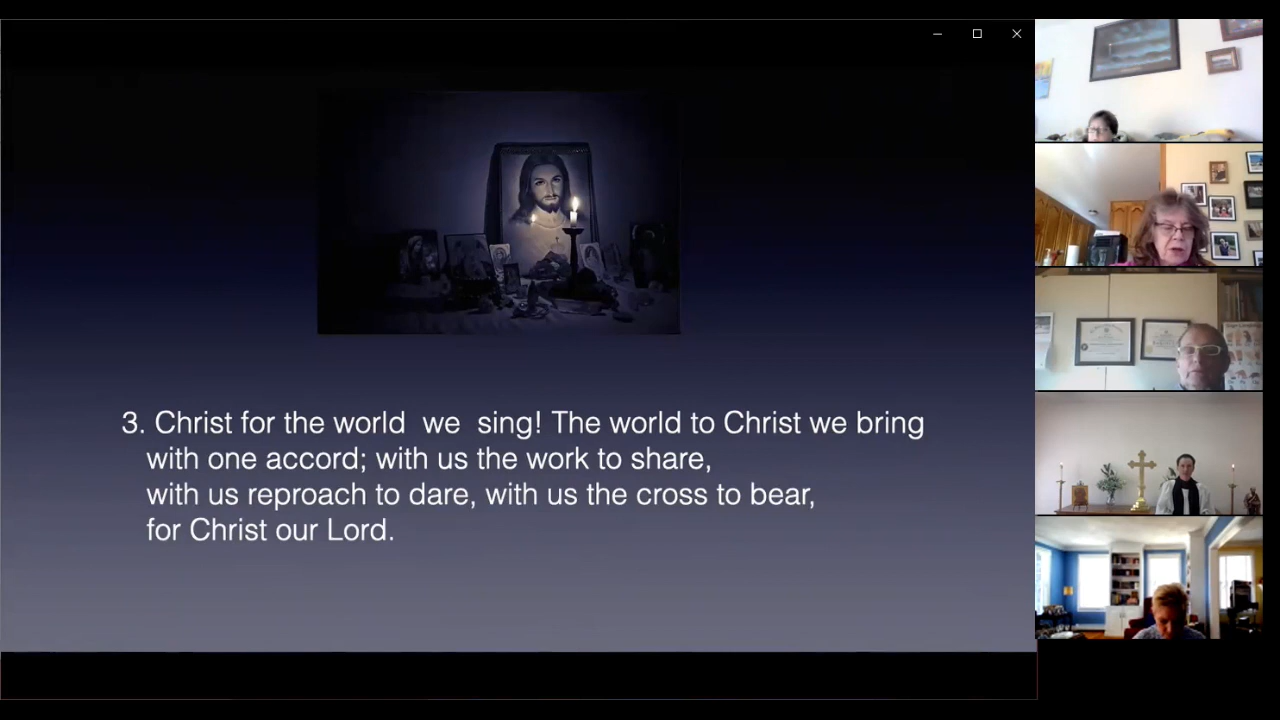 3. Christ for the world we sing! The world to Christ we bring
with one accord; with us the work to share,
with us reproach to dare, with us the cross to bear,
for Christ our Lord.